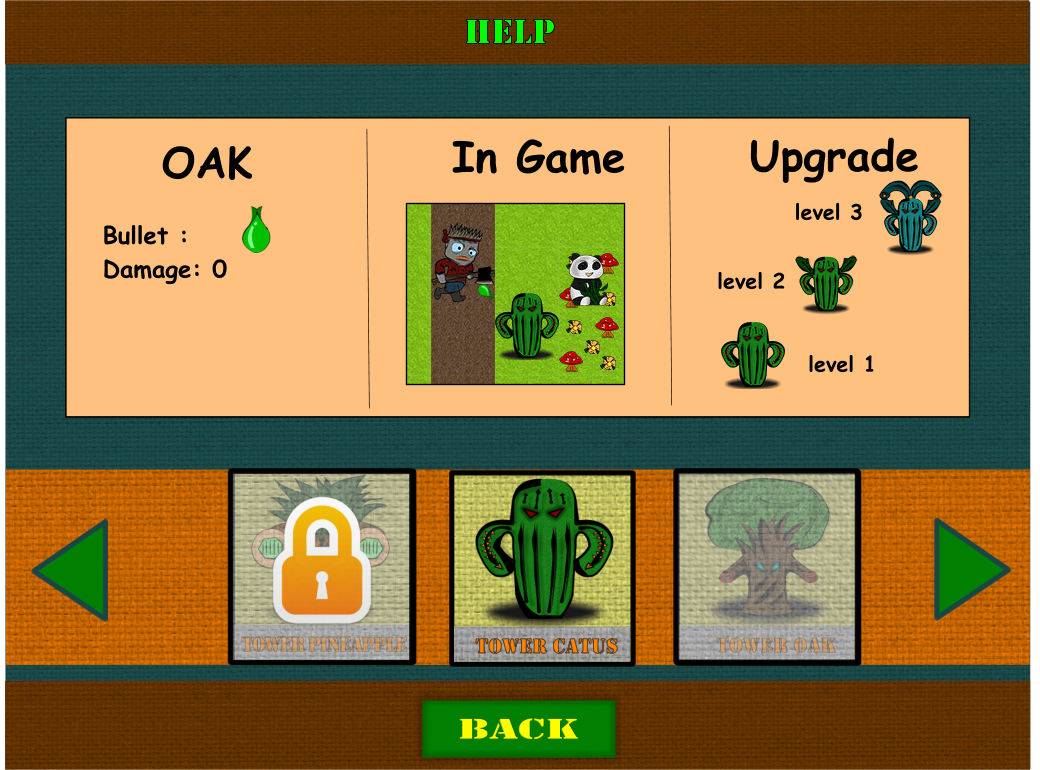 HELP
OAK
Bullet :
Damage: 0
In Game
Upgrade
level 3
level 2
level 1
TOWER PINEAPPLE
TOWER CATUS
TOWER OAK
BACK